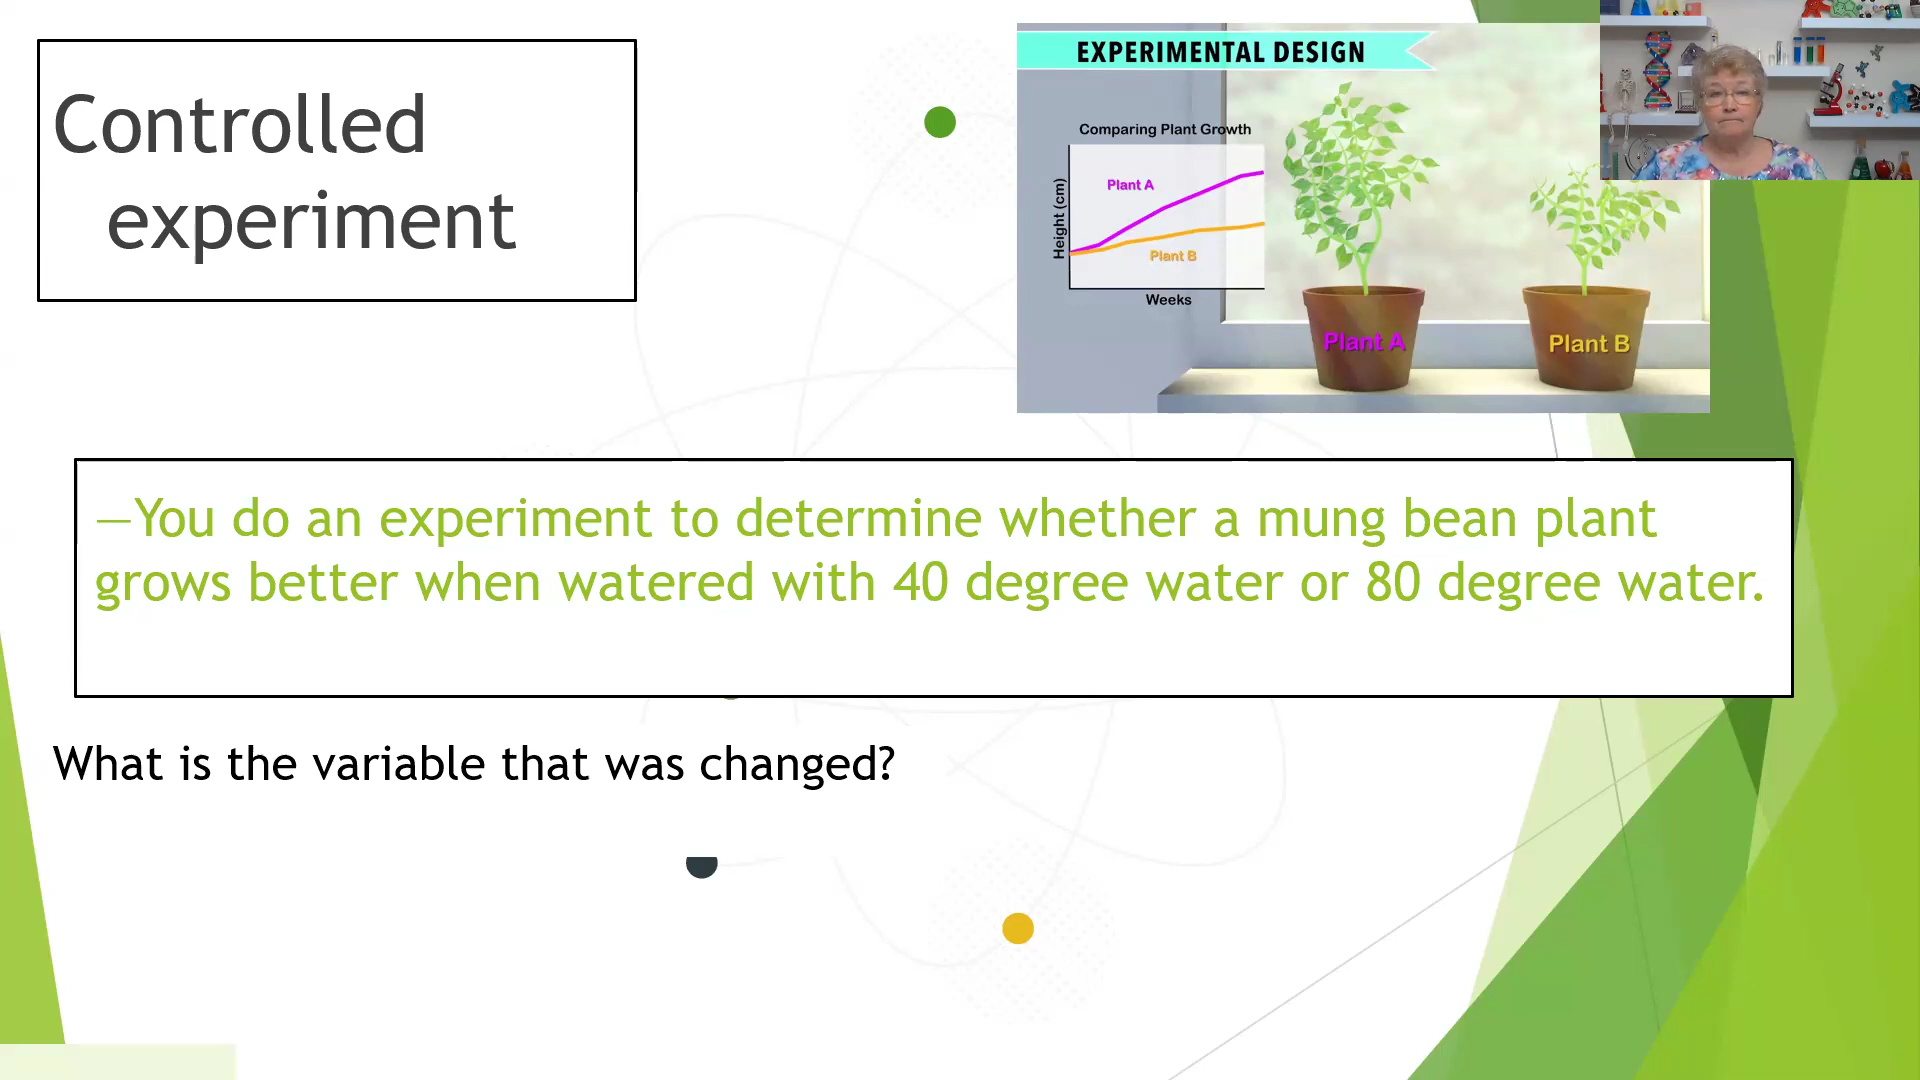 Controlled
experiment
EXPERIMENTAL DESIGN
Comparing Plant Growth
Plant A
Height (cm)
Plant B
Weeks
Plant A
Plant B
—You do an experiment to determine whether a mung bean plant
grows better when watered with 40 degree water or 80 degree water.
What is the variable that was changed?